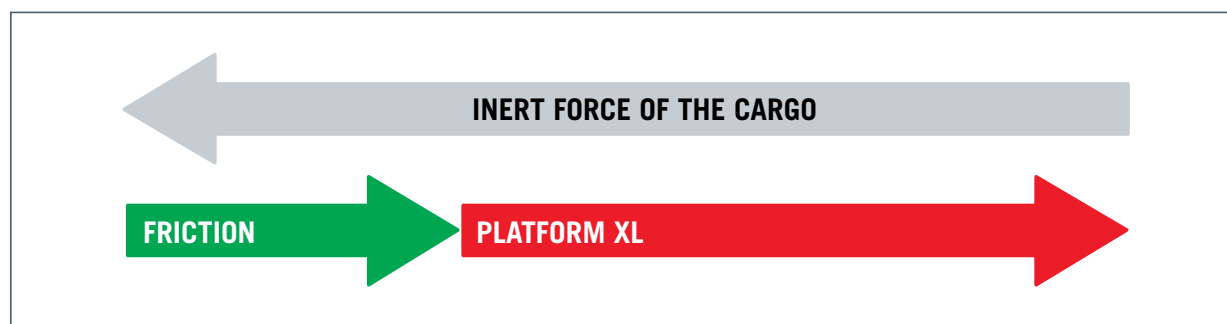 INERT FORCE OF THE CARGO
FRICTION
PLATFORM XL